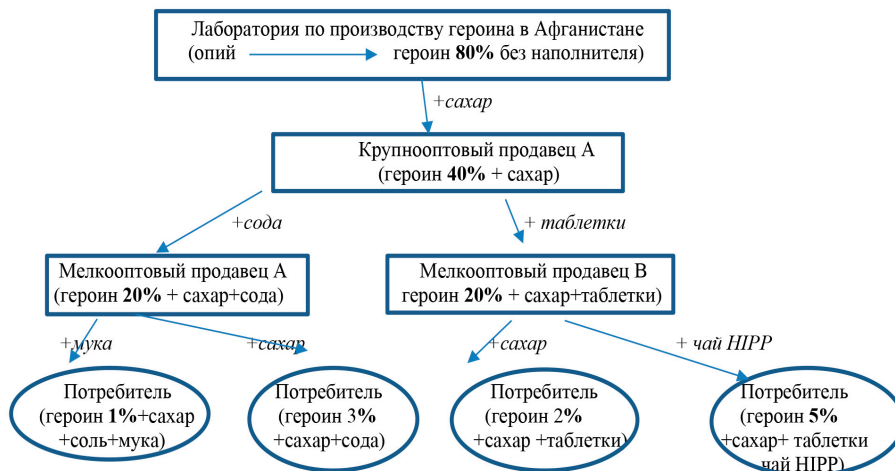 Лаборатория по производству героина в Афганистане
(опий героин 80% без наполнителя)
+сахар
Крупнооптовый продавец А
(героин 40% + сахар)
+сода
+ таблетки
Мелкооптовый продавец А
(героин 20% + сахар+сода)
Мелкооптовый продавец В
героин 20% + сахар+таблетки)
+мука
+сахар
+сахар
+ чай HIPP
Потребитель
(героин 1%+сахар
+соль+мука)
Потребитель
(героин 3%
+сахар+сода)
Потребитель
(героин 2%
+сахар +таблетки)
Потребитель
(героин 5%
+сахар+ таблетки
чай HIPP)